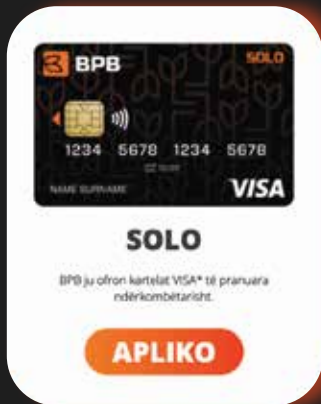 BPB
SOLO
1234 5678 1234 5678
NAME SURNAME
VISA
SOLO
BPB ju ofron kartelat VISA* të pranuara
ndërkombëtarisht.
APLIKO